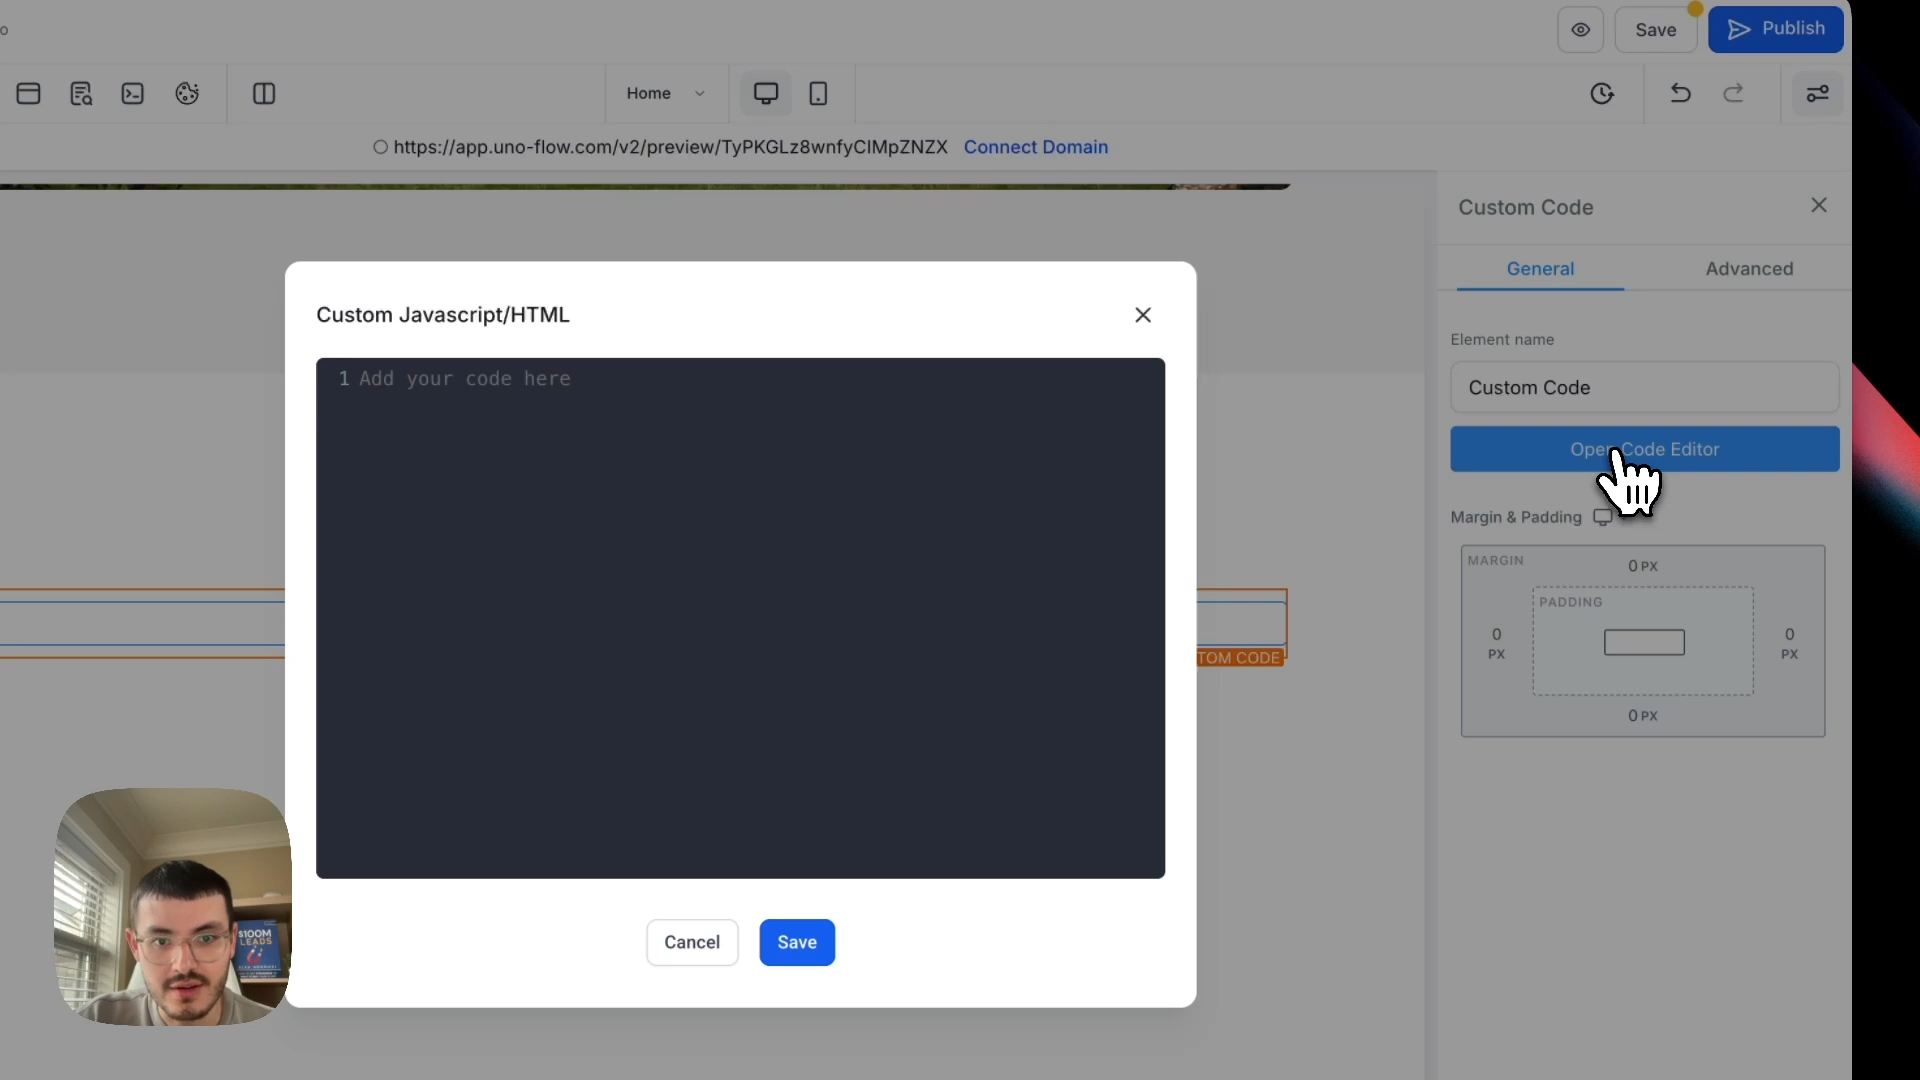 Save
Publish
Home
https://app.uno-flow.com/v2/preview/TyPKGLz8wnfyCIMpZNZX Connect Domain
Custom Code
General
Advanced
Element name
Custom Code
Open Code Editor
Margin & Padding
MARGIN
0 PX
PADDING
0
PX
0
PX
0 PX
Custom Javascript/HTML
1 Add your code here
TOM CODE
Cancel
Save
$100M
LEADS